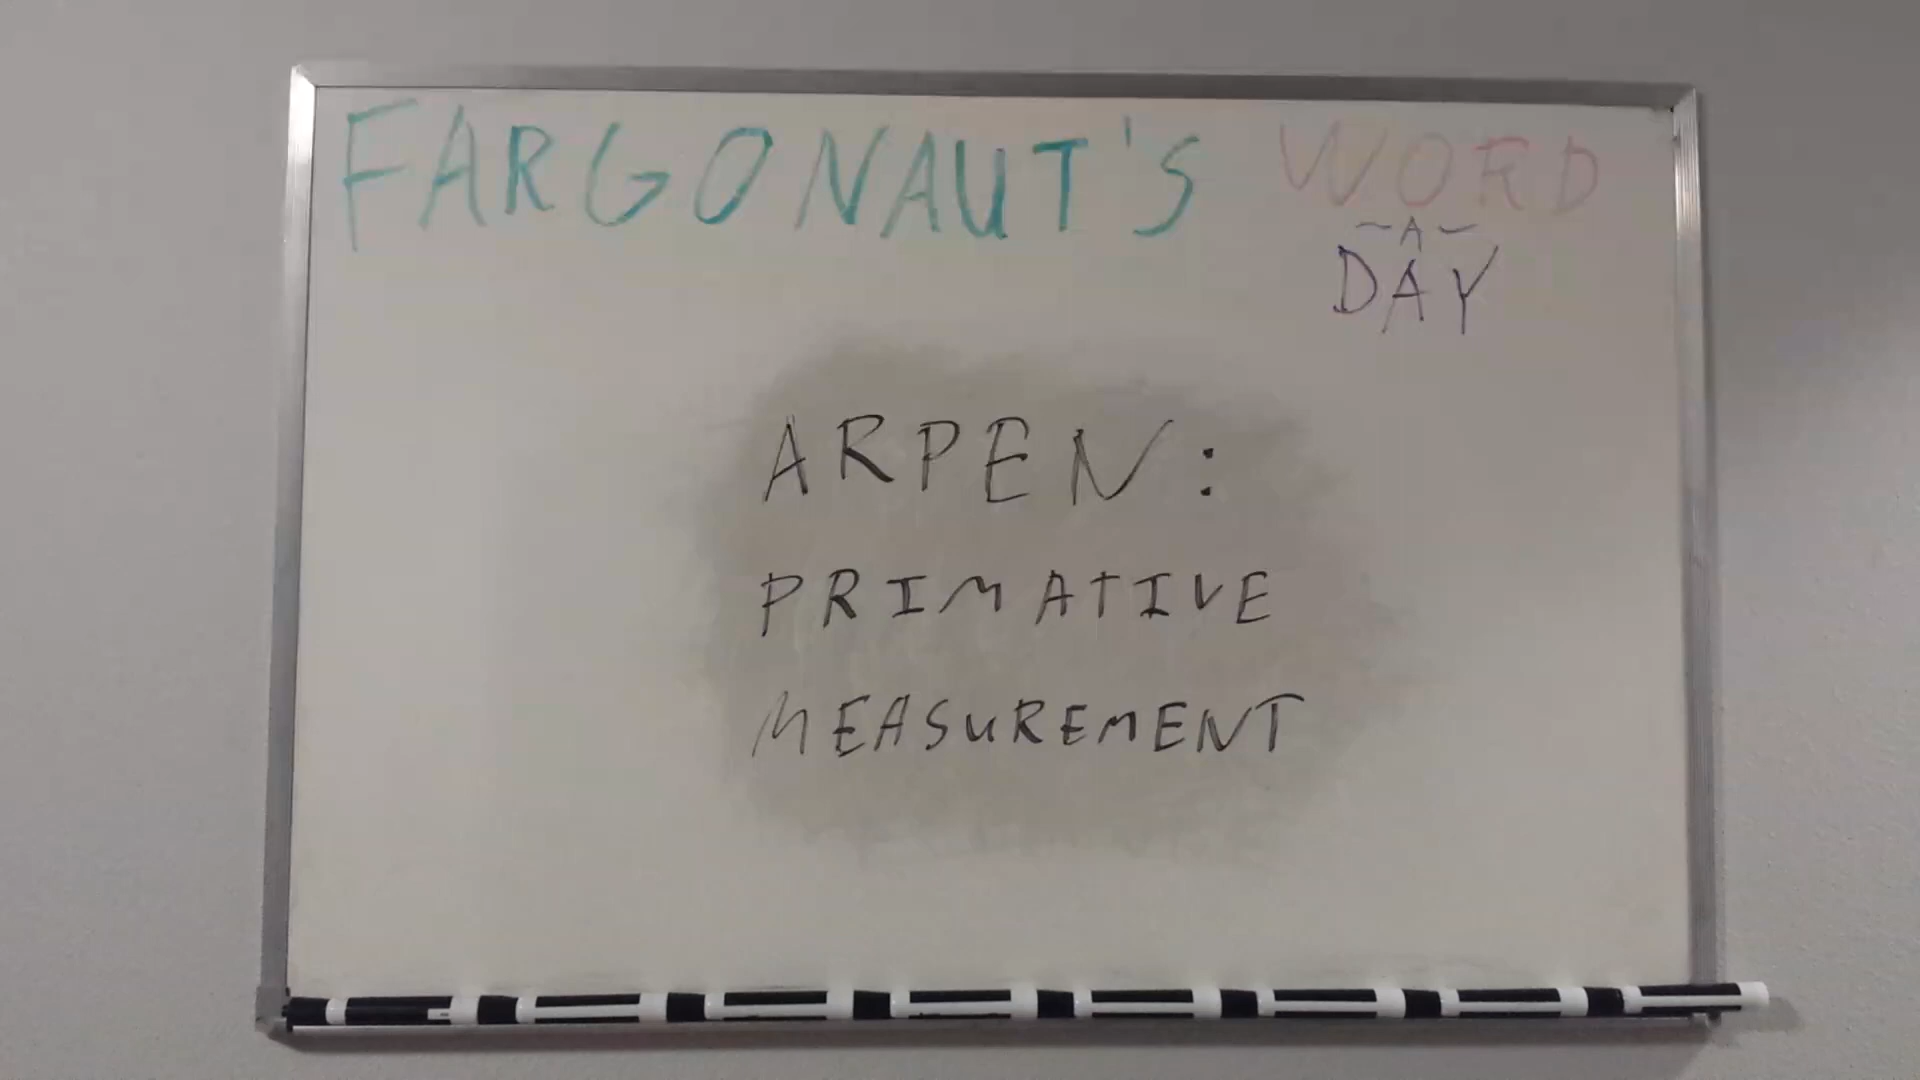 FARGONAUT'S WORD
~A~
DAY
ARPEN:
PRIMATIVE
MEASUREMENT